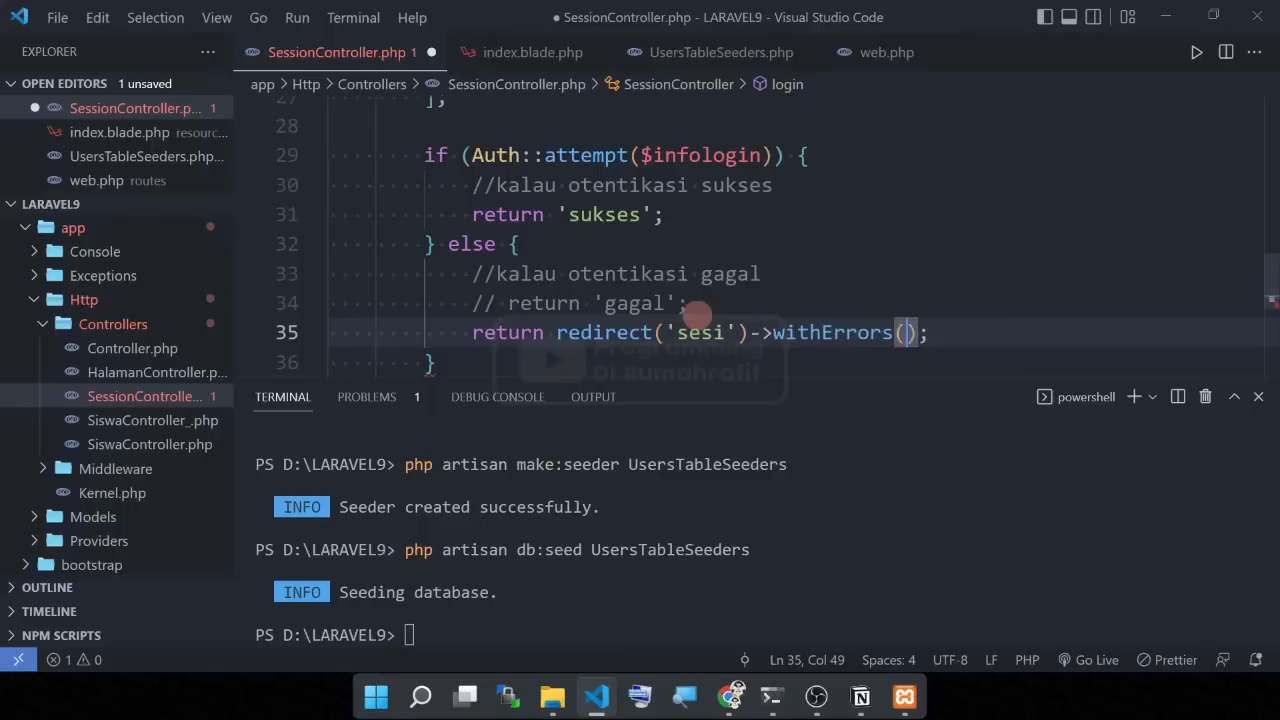 File Edit Selection View Go Run Terminal Help
● SessionController.php - LARAVEL9 - Visual Studio Code
EXPLORER ···
SessionController.php 1 ●
index.blade.php
UsersTableSeeders.php
web.php
OPEN EDITORS 1 unsaved
SessionController.p... 1
index.blade.php resourc...
UsersTableSeeders.php...
web.php routes
LARAVEL9
app
Console
Exceptions
Http
Controllers
Controller.php
HalamanController.p...
SessionControlle... 1
SiswaController_.php
SiswaController.php
Middleware
Kernel.php
Models
Providers
bootstrap
OUTLINE
TIMELINE
NPM SCRIPTS
app > Http > Controllers > SessionController.php > SessionController > login
27 ];
28
29 if (Auth::attempt($infologin)) {
30 //kalau otentikasi sukses
31 return 'sukses';
32 } else {
33 //kalau otentikasi gagal
34 // return 'gagal';
35 return redirect('sesi')->withErrors();
36 }
Programming
Di Rumahrafif
TERMINAL PROBLEMS 1 DEBUG CONSOLE OUTPUT
powershell
PS D:\LARAVEL9> php artisan make:seeder UsersTableSeeders
INFO Seeder created successfully.
PS D:\LARAVEL9> php artisan db:seed UsersTableSeeders
INFO Seeding database.
PS D:\LARAVEL9>
1 0
Ln 35, Col 49 Spaces: 4 UTF-8 LF PHP Go Live Prettier